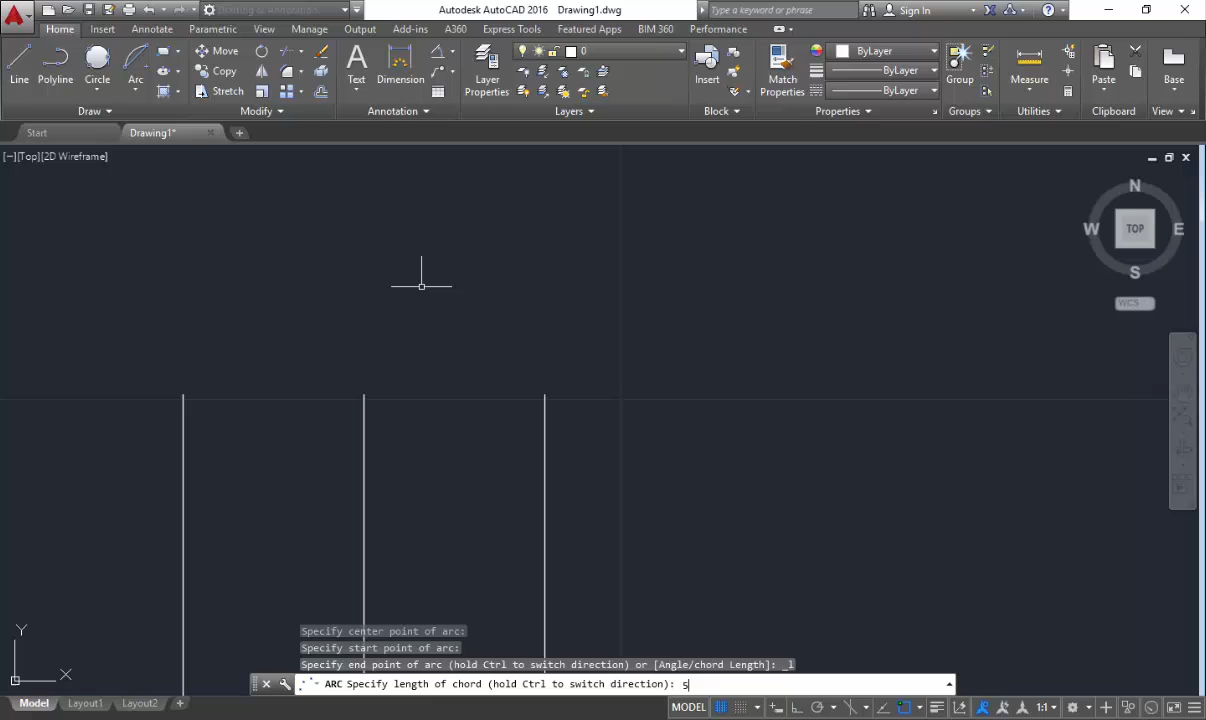 Drafting & Annotation
Autodesk AutoCAD 2016 Drawing1.dwg
Type a keyword or phrase
Sign In
Home Insert Annotate Parametric View Manage Output Add-ins A360 Express Tools Featured Apps BIM 360 Performance
Line Polyline Circle Arc
Move
Copy
Stretch
Text Dimension
Layer Properties
0
Insert
Match Properties
ByLayer
ByLayer
ByLayer
Group
Measure
Paste
Base
Draw Modify Annotation Layers Block Properties Groups Utilities Clipboard View
Start
Drawing1*
[−][Top][2D Wireframe]
N
W TOP E
S
WCS
Specify center point of arc:
Specify start point of arc:
Specify end point of arc (hold Ctrl to switch direction) or [Angle/chord Length]: _l
ARC Specify length of chord (hold Ctrl to switch direction): 5
Y
X
Model Layout1 Layout2 +
MODEL 1:1